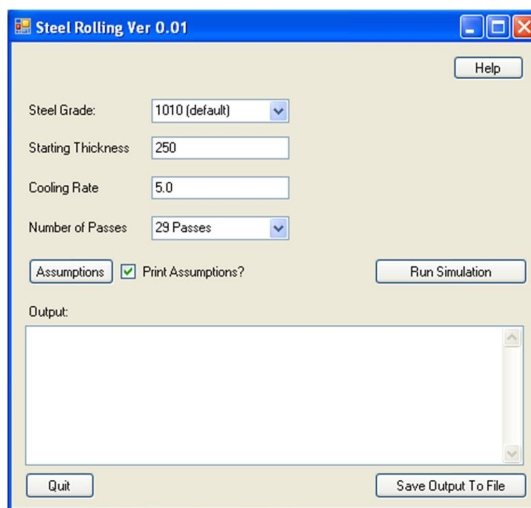 Steel Rolling Ver 0.01
Help
Steel Grade: 1010 (default)
Starting Thickness 250
Cooling Rate 5.0
Number of Passes 29 Passes
Assumptions Print Assumptions? Run Simulation
Output:
Quit Save Output To File